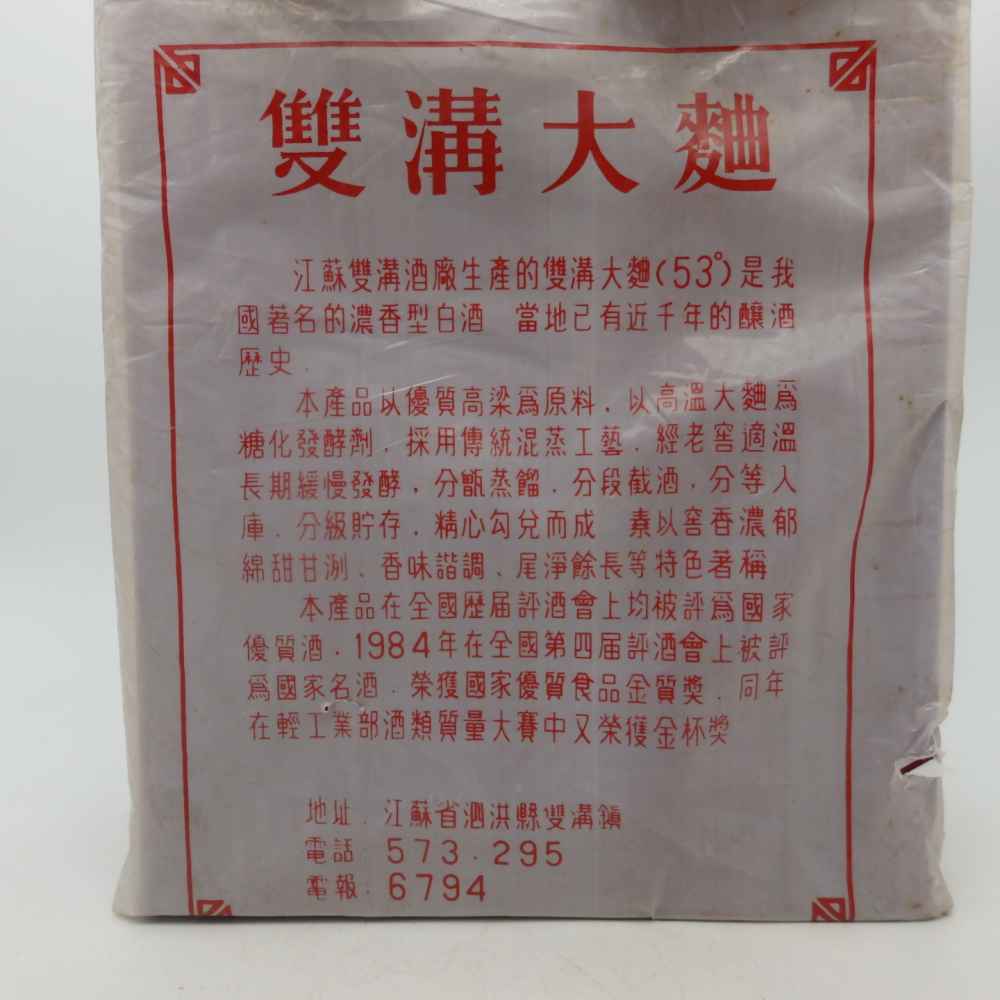 雙溝大麯
江蘇雙溝酒廠生產的雙溝大麯(53°)是我
國著名的濃香型白酒 當地已有近千年的釀酒
歷史.
本產品以優質高梁爲原料.以高溫大麯爲
糖化發酵劑.採用傳統混蒸工藝.經老窖適溫
長期緩慢發酵,分甑蒸餾.分段截酒,分等入
庫.分級貯存,精心勾兌而成 素以窖香濃郁
綿甜甘洌、香味諧調、尾淨餘長等特色著稱
本產品在全國歷届評酒會上均被評爲國家
優質酒.1984年在全國第四届評酒會上被評
爲國家名酒.榮獲國家優質食品金質獎.同年
在輕工業部酒類質量大賽中又榮獲金杯獎
地址.江蘇省泗洪縣雙溝鎮
電話 573.295
電報.6794